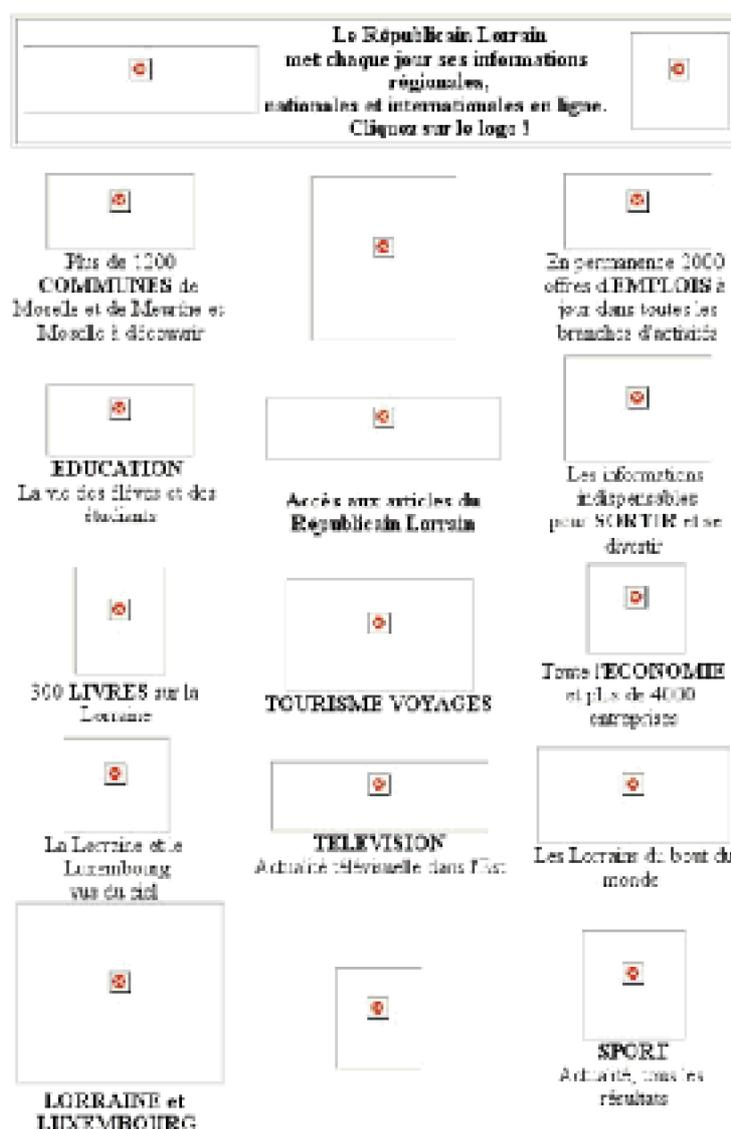 Le Républicain Lorrain
met chaque jour ses informations
régionales,
nationales et internationales en ligne.
Cliquez sur le logo !
Plus de 1200
COMMUNES de
Moselle et de Meurthe et
Moselle à découvrir
En permanence 2000
offres d'EMPLOIS à
jour dans toutes les
branches d'activités
EDUCATION
La vie des élèves et des
étudiants
Accès aux articles du
Républicain Lorrain
Les informations
indispensables
pour SORTIR et se
divertir
300 LIVRES sur la
Lorraine
TOURISME VOYAGES
Toute l'ECONOMIE
et plus de 4000
entreprises
La Lorraine et le
Luxembourg
vus du ciel
TELEVISION
Actualité télévisuelle dans l'Est
Les Lorrains du bout du
monde
LORRAINE et
LUXEMBOURG
SPORT
Actualité, tous les
résultats